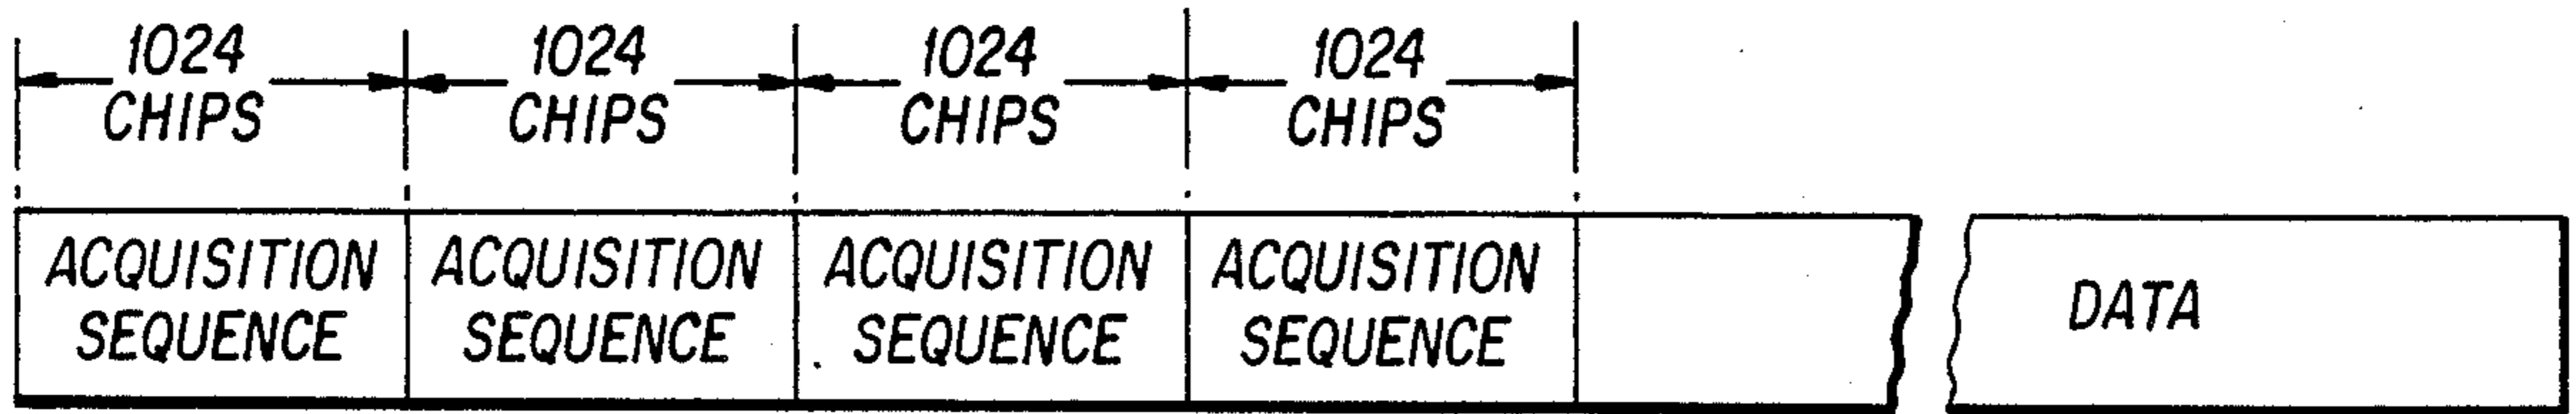 1024 1024 1024 1024
CHIPS CHIPS CHIPS CHIPS
ACQUISITION ACQUISITION ACQUISITION ACQUISITION
SEQUENCE SEQUENCE SEQUENCE SEQUENCE
DATA